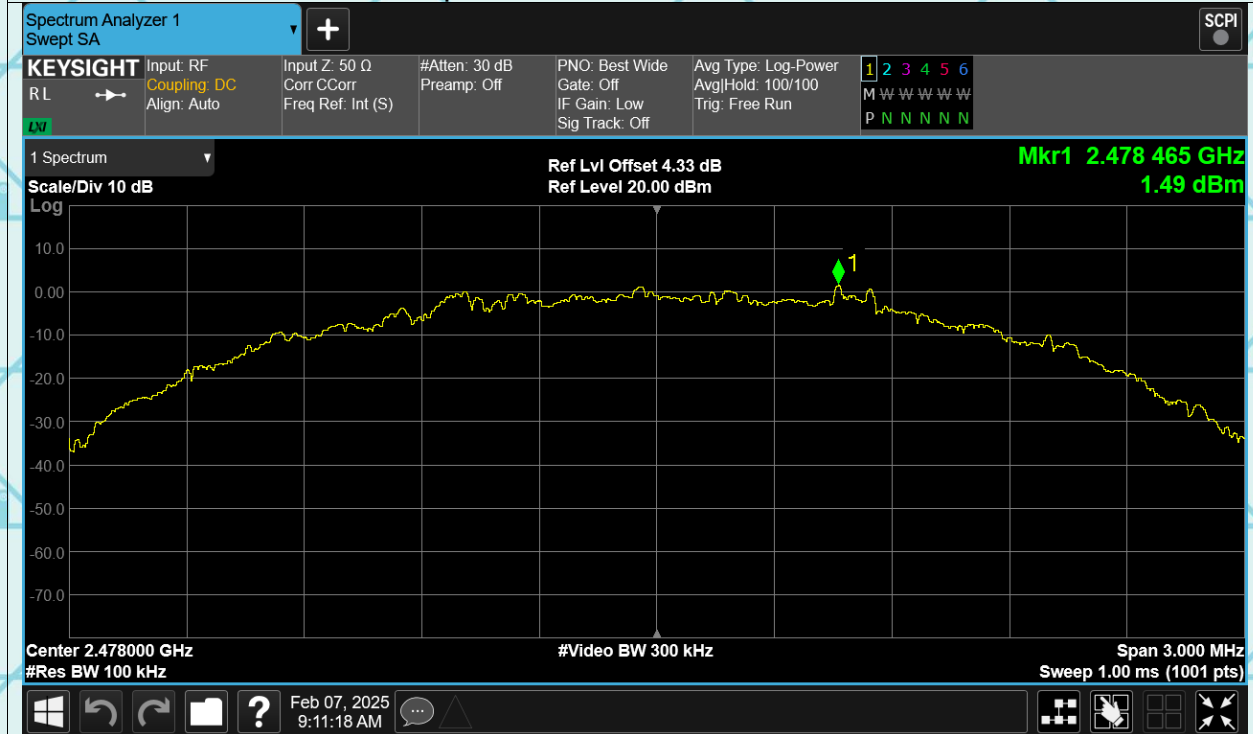 Spectrum Analyzer 1
Swept SA
+
SCPI
KEYSIGHT
RL
LXI
Input: RF
Coupling: DC
Align: Auto
Input Z: 50 Ω
Corr CCorr
Freq Ref: Int (S)
#Atten: 30 dB
Preamp: Off
PNO: Best Wide
Gate: Off
IF Gain: Low
Sig Track: Off
Avg Type: Log-Power
Avg|Hold: 100/100
Trig: Free Run
1 2 3 4 5 6
M W W W W W
P N N N N N
1 Spectrum
Scale/Div 10 dB
Log
Ref Lvl Offset 4.33 dB
Ref Level 20.00 dBm
Mkr1 2.478 465 GHz
1.49 dBm
10.0
1
0.00
-10.0
-20.0
-30.0
-40.0
-50.0
-60.0
-70.0
Center 2.478000 GHz
#Res BW 100 kHz
#Video BW 300 kHz
Span 3.000 MHz
Sweep 1.00 ms (1001 pts)
?
Feb 07, 2025
9:11:18 AM